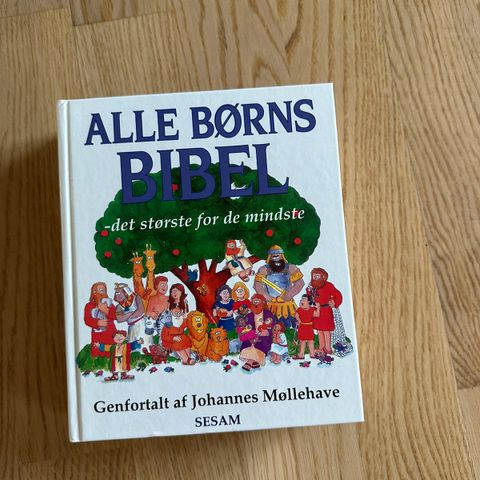 ALLE BØRNS
BIBEL
-det største for de mindste
Genfortalt af Johannes Møllehave
SESAM